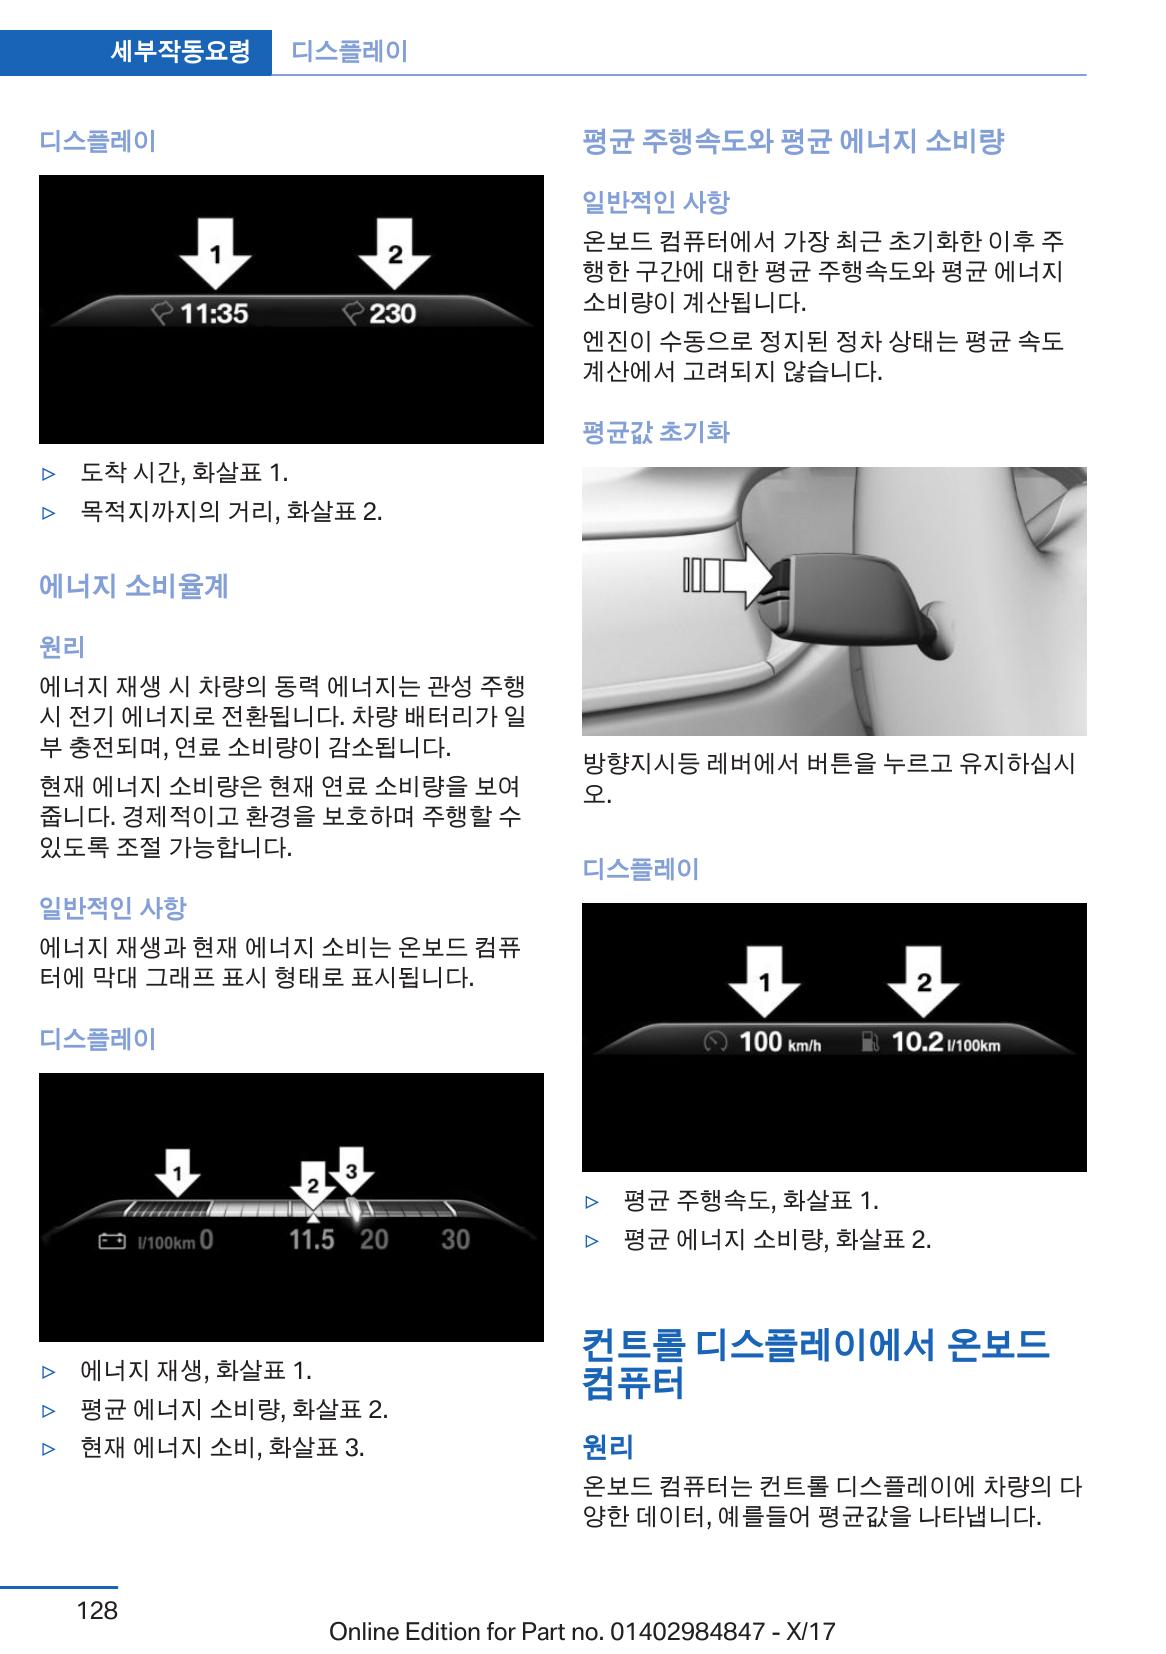 세부작동요령 디스플레이
디스플레이
1 2
11:35 230
▷ 도착 시간, 화살표 1.
▷ 목적지까지의 거리, 화살표 2.
에너지 소비율계
원리
에너지 재생 시 차량의 동력 에너지는 관성 주행
시 전기 에너지로 전환됩니다. 차량 배터리가 일
부 충전되며, 연료 소비량이 감소됩니다.
현재 에너지 소비량은 현재 연료 소비량을 보여
줍니다. 경제적이고 환경을 보호하며 주행할 수
있도록 조절 가능합니다.
일반적인 사항
에너지 재생과 현재 에너지 소비는 온보드 컴퓨
터에 막대 그래프 표시 형태로 표시됩니다.
디스플레이
1 2 3
l/100km 0 11.5 20 30
▷ 에너지 재생, 화살표 1.
▷ 평균 에너지 소비량, 화살표 2.
▷ 현재 에너지 소비, 화살표 3.
평균 주행속도와 평균 에너지 소비량
일반적인 사항
온보드 컴퓨터에서 가장 최근 초기화한 이후 주
행한 구간에 대한 평균 주행속도와 평균 에너지
소비량이 계산됩니다.
엔진이 수동으로 정지된 정차 상태는 평균 속도
계산에서 고려되지 않습니다.
평균값 초기화
방향지시등 레버에서 버튼을 누르고 유지하십시
오.
디스플레이
1 2
100 km/h 10.2 l/100km
▷ 평균 주행속도, 화살표 1.
▷ 평균 에너지 소비량, 화살표 2.
컨트롤 디스플레이에서 온보드
컴퓨터
원리
온보드 컴퓨터는 컨트롤 디스플레이에 차량의 다
양한 데이터, 예를들어 평균값을 나타냅니다.
128
Online Edition for Part no. 01402984847 - X/17